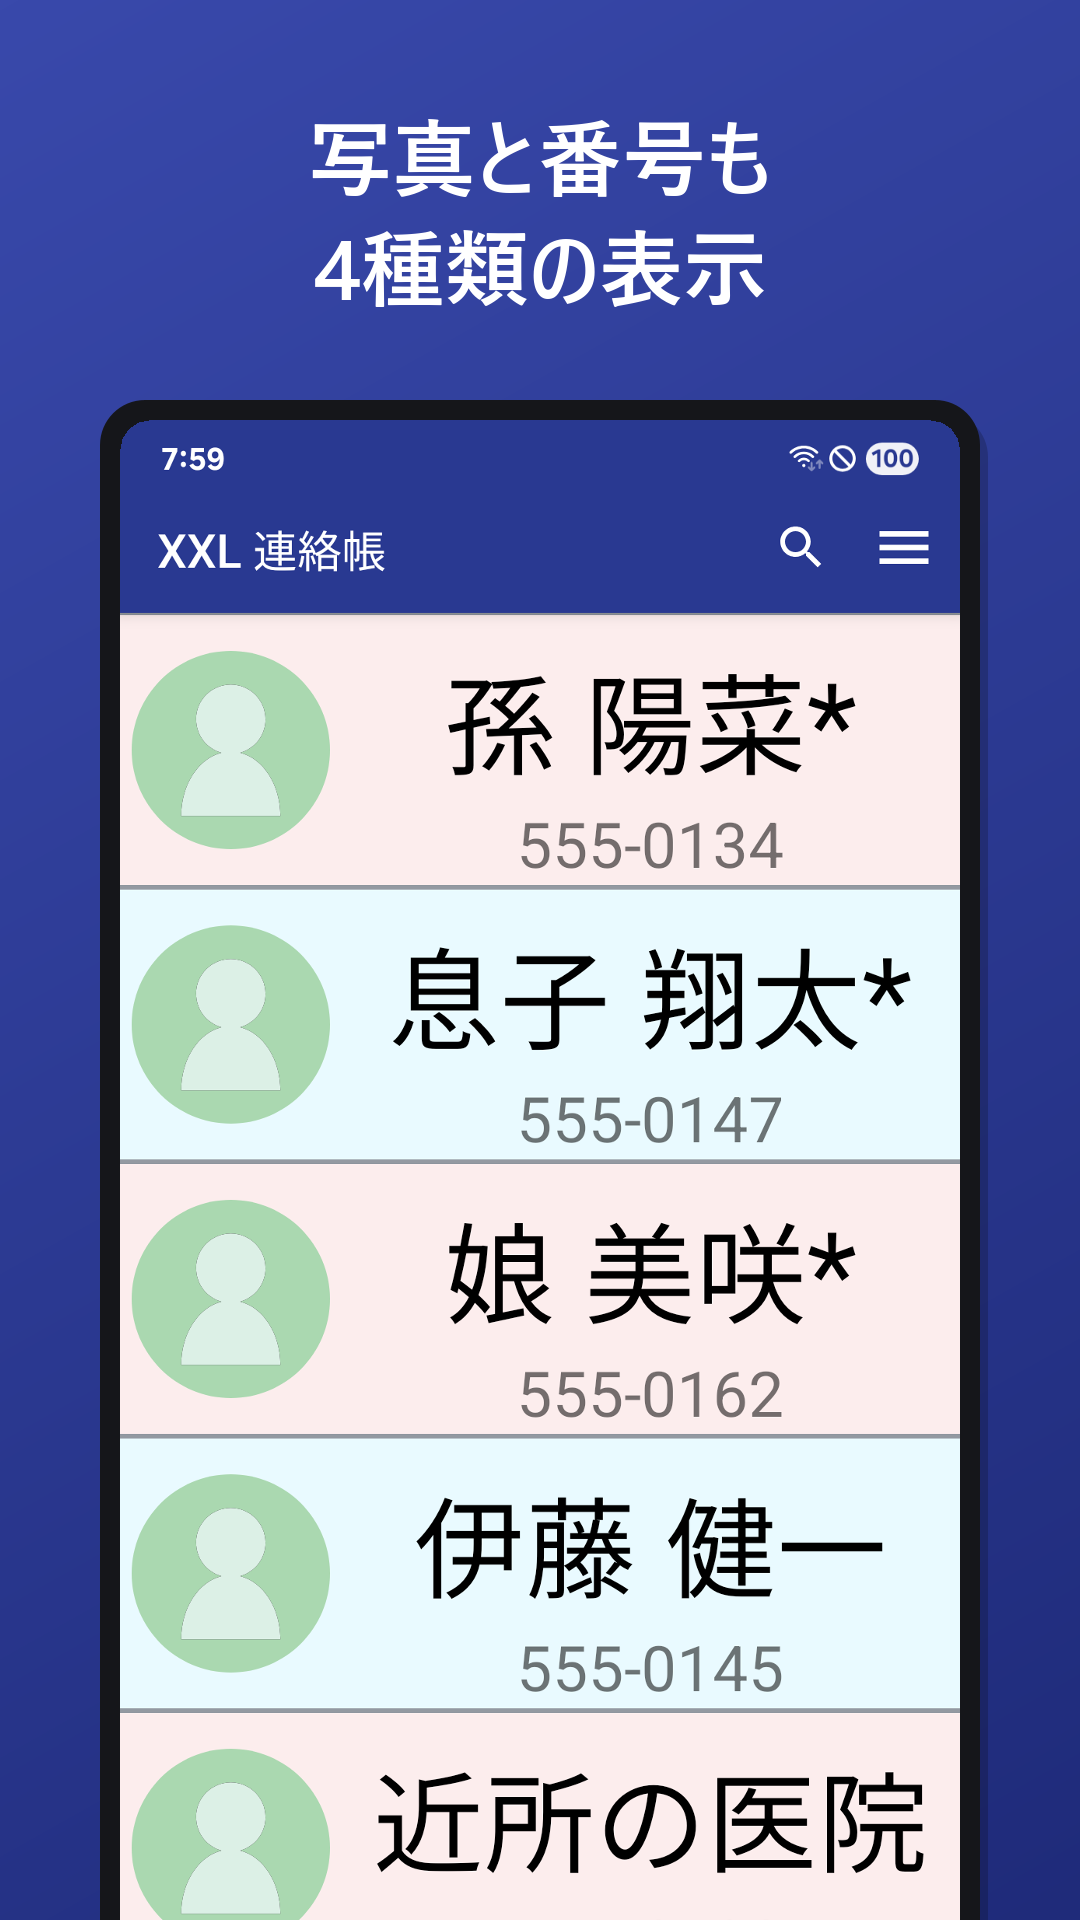 写真と番号も
4種類の表示
7:59
100
XXL 連絡帳
孫 陽菜*
555-0134
息子 翔太*
555-0147
娘 美咲*
555-0162
伊藤 健一
555-0145
近所の医院